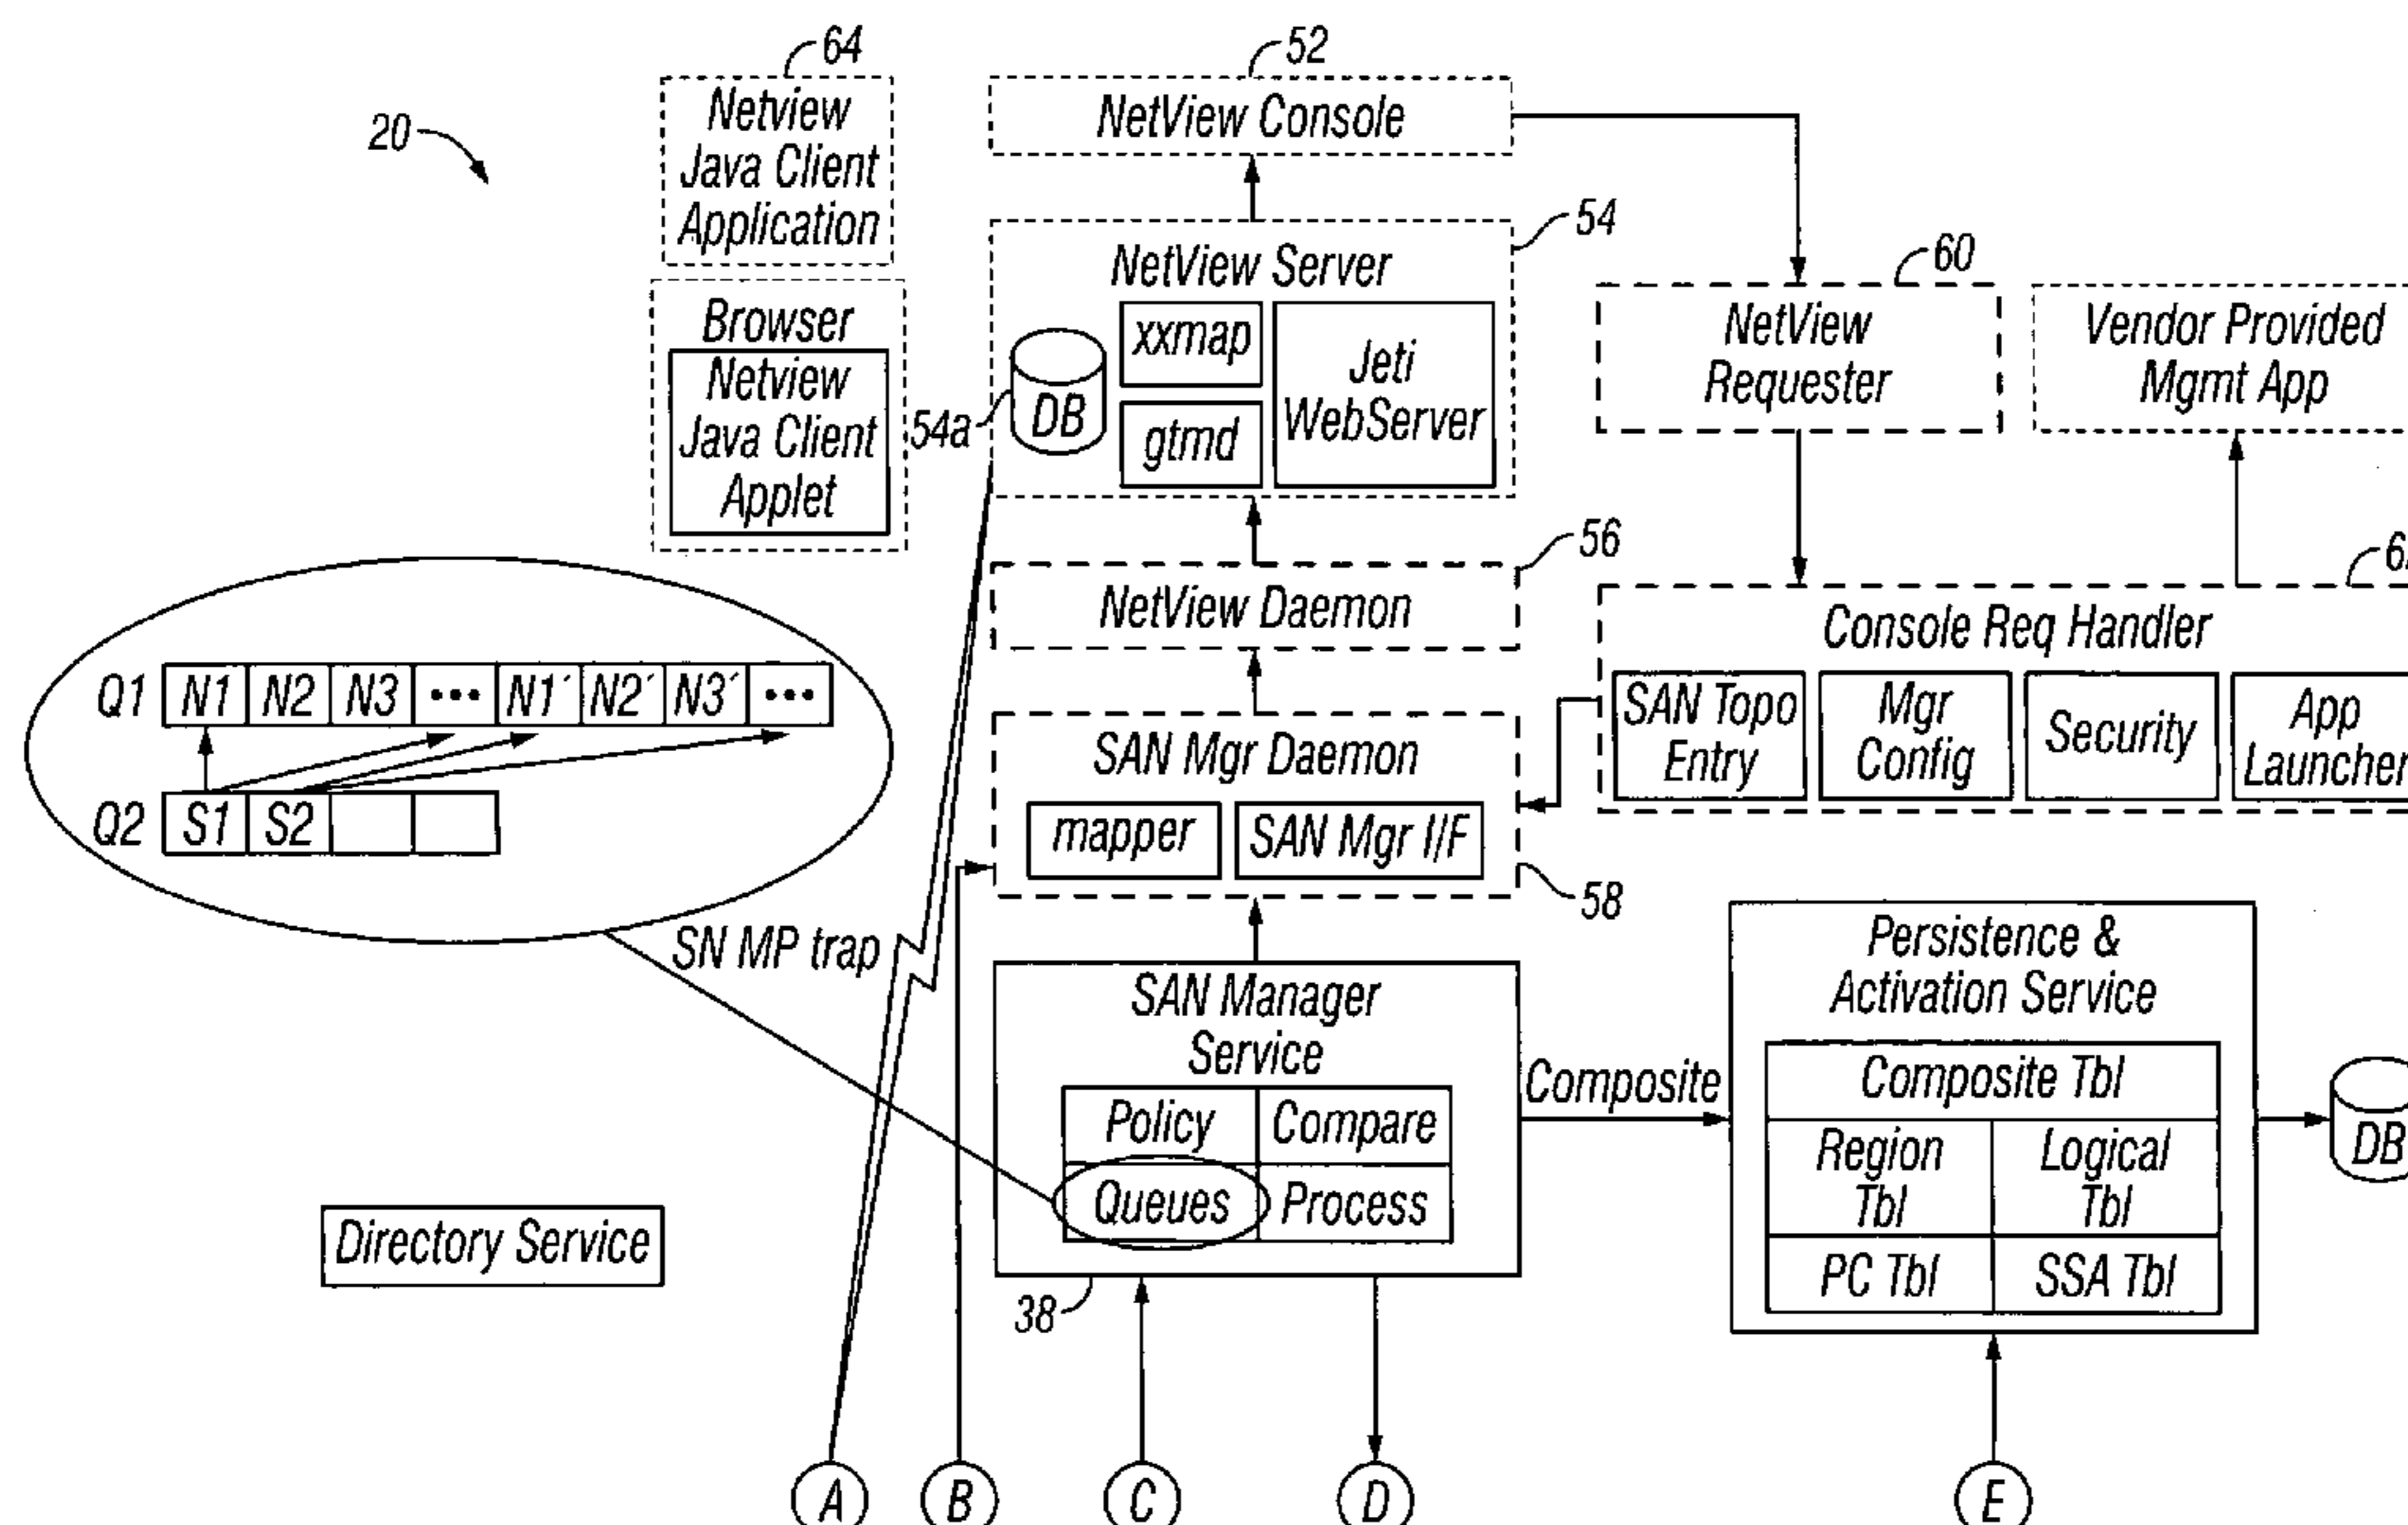 64
52
20
Netview
Java Client
Application
NetView Console
54
NetView Server
60
Browser
Netview
Java Client
Applet
54a
DB
xxmap
gtmd
Jeti
WebServer
NetView
Requester
Vendor Provided
Mgmt App
56
NetView Daemon
Console Req Handler
SAN Topo
Entry
Mgr
Config
Security
App
Launcher
Q1 N1 N2 N3 ••• N1´ N2´ N3´ •••
Q2 S1 S2
SAN Mgr Daemon
mapper
SAN Mgr I/F
58
SN MP trap
SAN Manager
Service
Policy
Compare
Queues
Process
38
Composite
Persistence &
Activation Service
Composite Tbl
Region
Tbl
Logical
Tbl
PC Tbl
SSA Tbl
DB
Directory Service
A
B
C
D
E